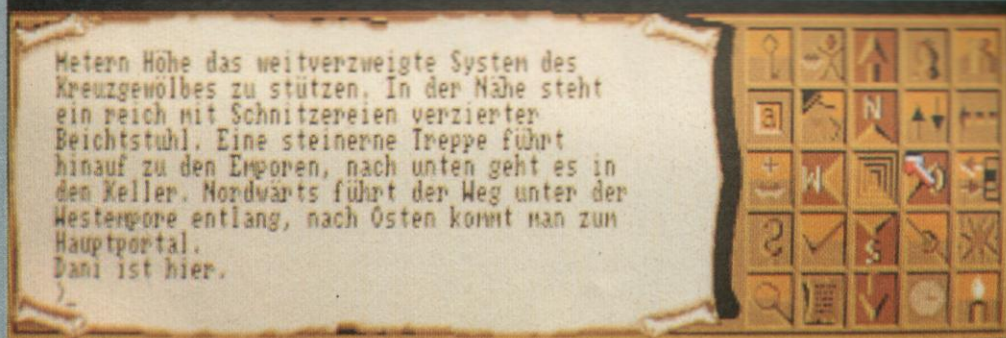 Metern Höhe das weitverzweigte System des
Kreuzgewölbes zu stützen. In der Nähe steht
ein reich mit Schnitzereien verzierter
Beichtstuhl. Eine steinerne Treppe führt
hinauf zu den Emporen, nach unten geht es in
den Keller. Nordwärts führt der Weg unter der
Westempore entlang, nach Osten kommt man zum
Hauptportal.
Dani ist hier.
>_
a N
W O
S